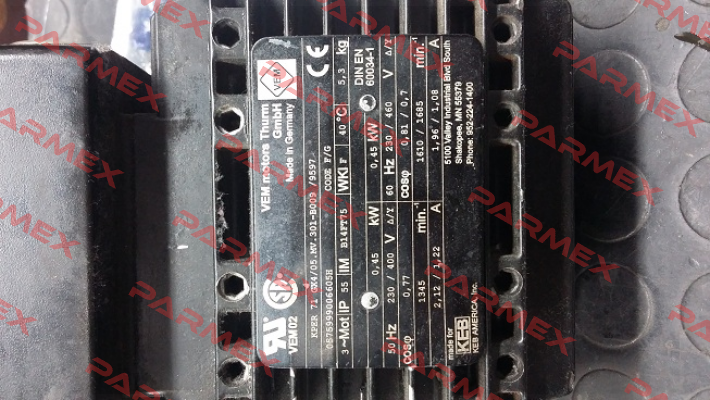 VEM
CE
VEM motors Thurm
GmbH
Made in Germany
VEM02
KPER 71 GX4/05.MV.301-B009 /9597
CODE F/G
0675999006605H
3 ~Mot IP 55 IM B14FT75 WKl F 40 °C 5,3 kg
DIN EN
60034-1
0,45 kW 0,45 kW
50 Hz 230 / 400 V Δ/Y 60 Hz 230 / 460 V Δ/Y
cosφ 0,77 cosφ 0,81 / 0,7
1345 min.-1 1610 / 1685 min.-1
2,12 / 1,22 A 1,96 / 1,08 A
made for
KEB
KEB AMERICA, Inc.
5100 Valley Industrial Blvd South
Shakopee, MN 55379
Phone: 952-224-1400
PARMEX